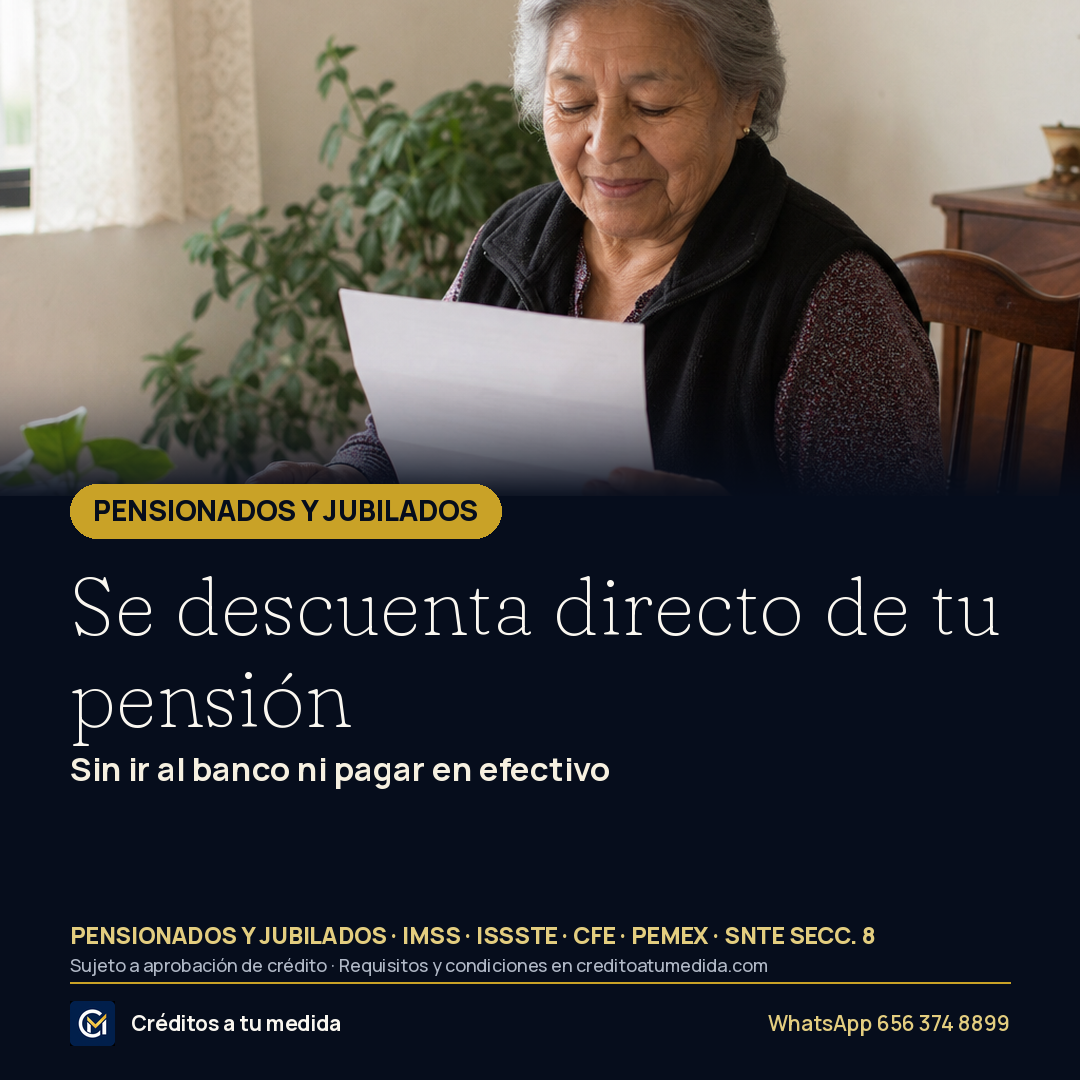 PENSIONADOS Y JUBILADOS
Se descuenta directo de tu
pensión
Sin ir al banco ni pagar en efectivo
PENSIONADOS Y JUBILADOS · IMSS · ISSSTE · CFE · PEMEX · SNTE SECC. 8
Sujeto a aprobación de crédito · Requisitos y condiciones en creditoatumedida.com
Créditos a tu medida
WhatsApp 656 374 8899